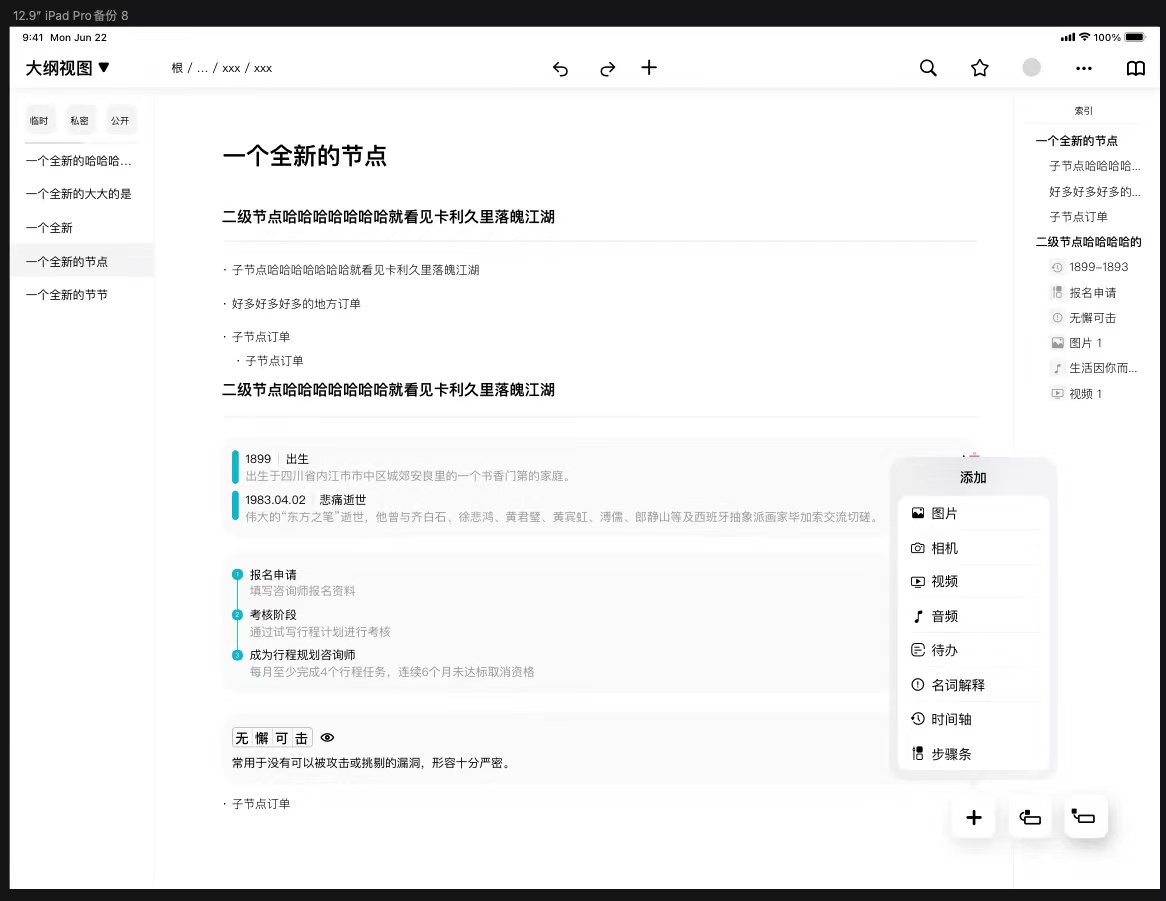 12.9" iPad Pro备份 8
9:41 Mon Jun 22
100%
大纲视图
根 / ... / xxx / xxx
临时
私密
公开
一个全新的哈哈哈...
一个全新的大大的是
一个全新
一个全新的节点
一个全新的节节
一个全新的节点
二级节点哈哈哈哈哈哈哈就看见卡利久里落魄江湖
· 子节点哈哈哈哈哈哈哈就看见卡利久里落魄江湖
· 好多好多好多的地方订单
· 子节点订单
· 子节点订单
二级节点哈哈哈哈哈哈哈就看见卡利久里落魄江湖
1899 出生
出生于四川省内江市市中区城郊安良里的一个书香门第的家庭。
1983.04.02 悲痛逝世
伟大的“东方之笔”逝世，他曾与齐白石、徐悲鸿、黄君璧、黄宾虹、溥儒、郎静山等及西班牙抽象派画家毕加索交流切磋。
1 报名申请
填写咨询师报名资料
2 考核阶段
通过试写行程计划进行考核
3 成为行程规划咨询师
每月至少完成4个行程任务，连续6个月未达标取消资格
无懈可击
常用于没有可以被攻击或挑剔的漏洞，形容十分严密。
· 子节点订单
索引
一个全新的节点
子节点哈哈哈哈...
好多好多好多的...
子节点订单
二级节点哈哈哈哈的
1899-1893
报名申请
无懈可击
图片 1
生活因你而...
视频 1
添加
图片
相机
视频
音频
待办
名词解释
时间轴
步骤条